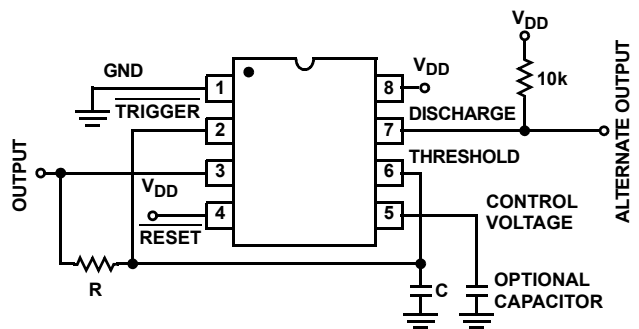 VDD
GND
1
8
VDD
10k
TRIGGER
2
7
DISCHARGE
ALTERNATE OUTPUT
OUTPUT
3
6
THRESHOLD
VDD
4
5
CONTROL
VOLTAGE
RESET
R
C
OPTIONAL
CAPACITOR